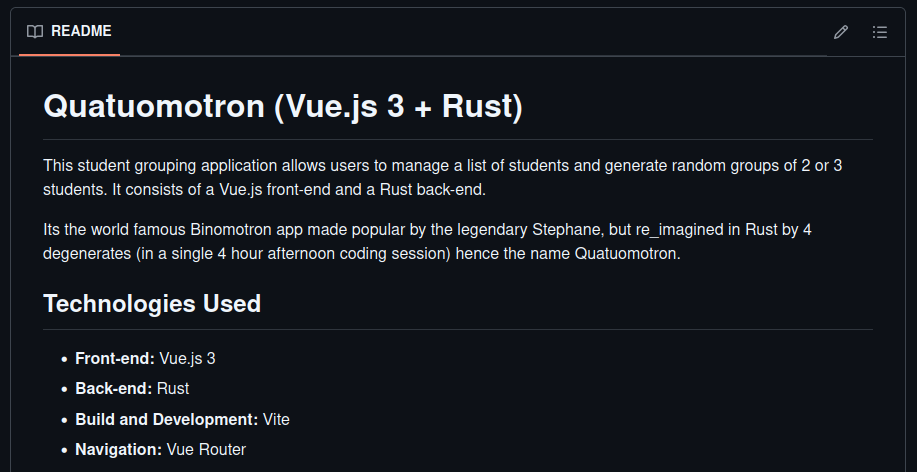 README
Quatuomotron (Vue.js 3 + Rust)
This student grouping application allows users to manage a list of students and generate random groups of 2 or 3
students. It consists of a Vue.js front-end and a Rust back-end.
Its the world famous Binomotron app made popular by the legendary Stephane, but re_imagined in Rust by 4
degenerates (in a single 4 hour afternoon coding session) hence the name Quatuomotron.
Technologies Used
• Front-end: Vue.js 3
• Back-end: Rust
• Build and Development: Vite
• Navigation: Vue Router